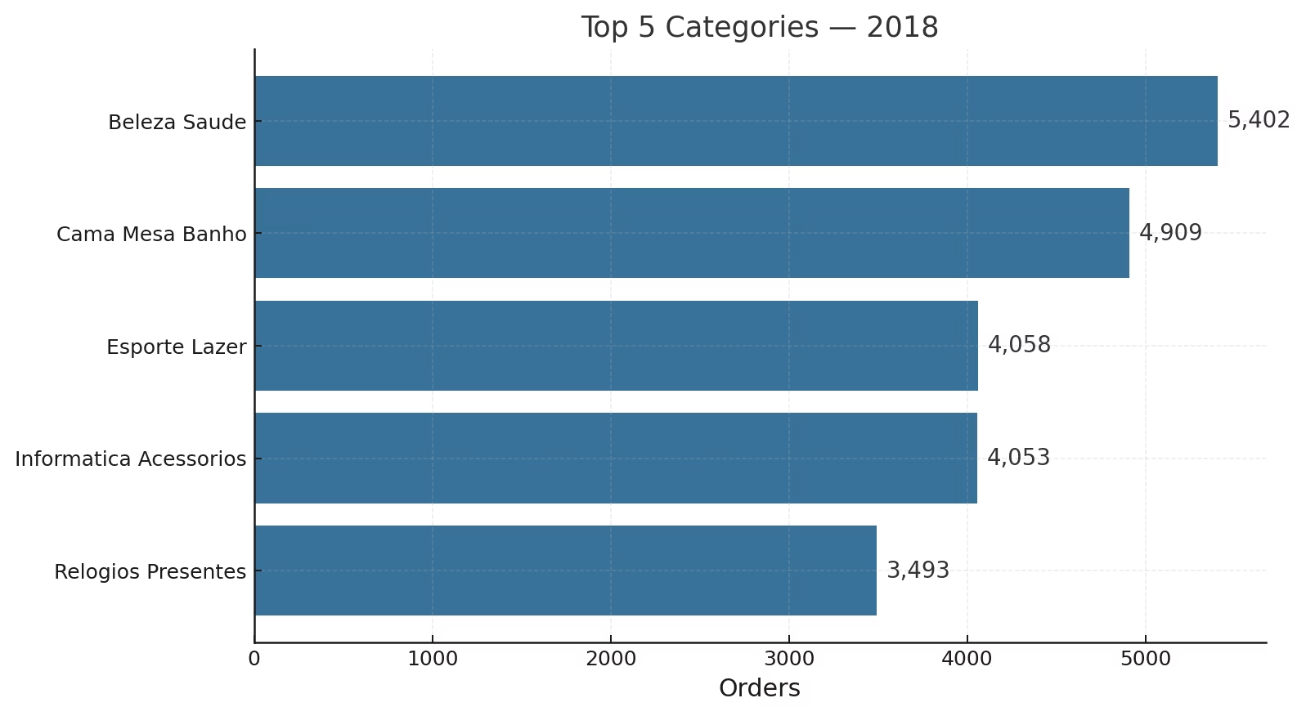 Top 5 Categories — 2018
Beleza Saude 5,402
Cama Mesa Banho 4,909
Esporte Lazer 4,058
Informatica Acessorios 4,053
Relogios Presentes 3,493
0 1000 2000 3000 4000 5000
Orders